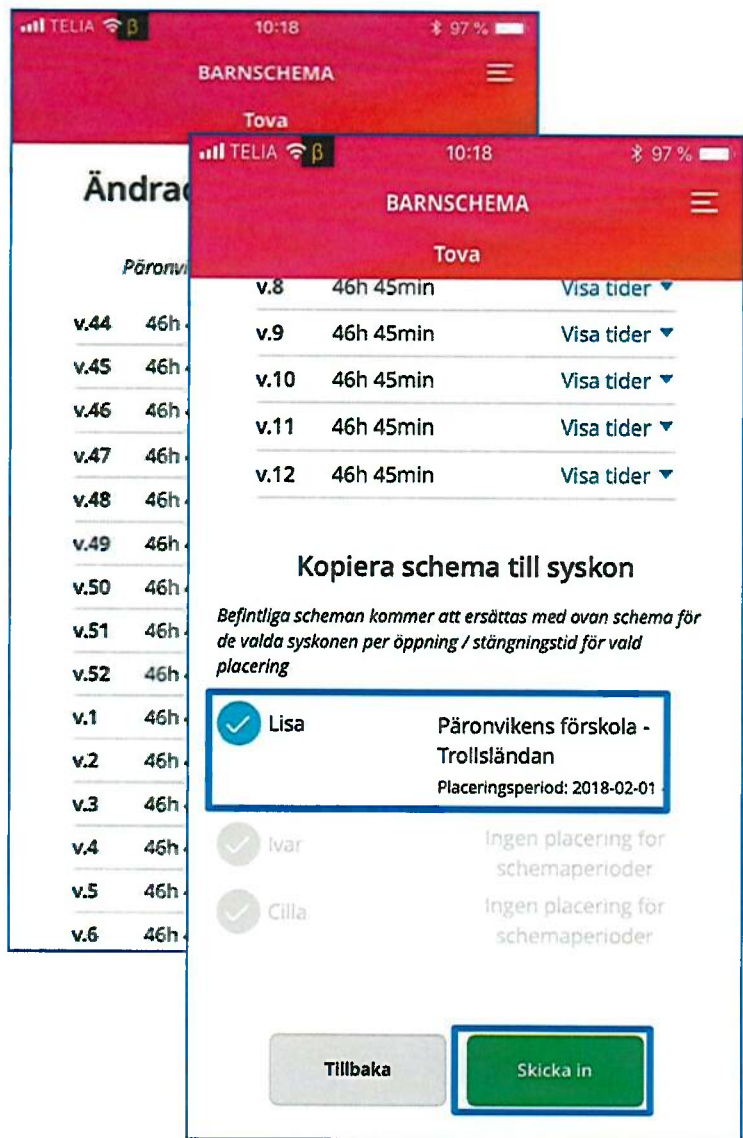 TELIA β 10:18 97 %
BARNSCHEMA
Tova
Päronvi
v.44 46h
v.45 46h
v.46 46h
v.47 46h
v.48 46h
v.49 46h
v.50 46h
v.51 46h
v.52 46h
v.1 46h
v.2 46h
v.3 46h
v.4 46h
v.5 46h
v.6 46h
TELIA β 10:18 97 %
BARNSCHEMA
Tova
v.8 46h 45min Visa tider
v.9 46h 45min Visa tider
v.10 46h 45min Visa tider
v.11 46h 45min Visa tider
v.12 46h 45min Visa tider
Kopiera schema till syskon
Befintliga scheman kommer att ersättas med ovan schema för
de valda syskonen per öppning / stängningstid för vald
placering
Lisa Päronvikens förskola -
Trollsländan
Placeringsperiod: 2018-02-01 -
Ivar Ingen placering för
schemaperioder
Cilla Ingen placering för
schemaperioder
Tillbaka Skicka in